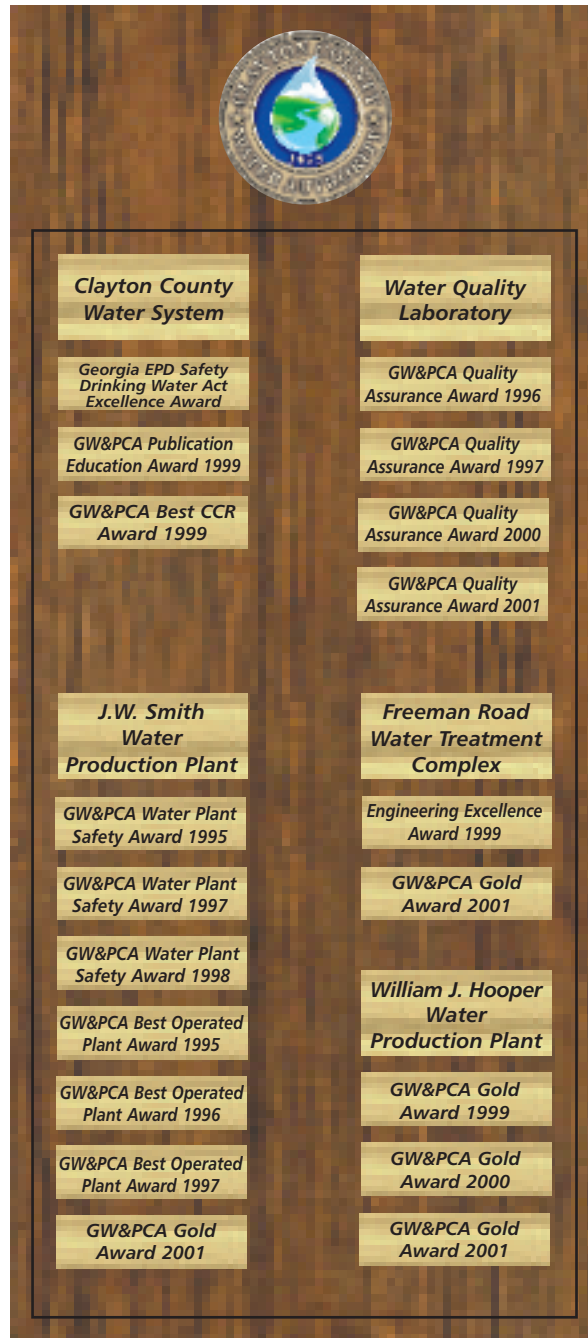 CLAYTON COUNTY
WATER AUTHORITY
Clayton County
Water System
Georgia EPD Safety
Drinking Water Act
Excellence Award
GW&PCA Publication
Education Award 1999
GW&PCA Best CCR
Award 1999
Water Quality
Laboratory
GW&PCA Quality
Assurance Award 1996
GW&PCA Quality
Assurance Award 1997
GW&PCA Quality
Assurance Award 2000
GW&PCA Quality
Assurance Award 2001
J.W. Smith
Water
Production Plant
GW&PCA Water Plant
Safety Award 1995
GW&PCA Water Plant
Safety Award 1997
GW&PCA Water Plant
Safety Award 1998
GW&PCA Best Operated
Plant Award 1995
GW&PCA Best Operated
Plant Award 1996
GW&PCA Best Operated
Plant Award 1997
GW&PCA Gold
Award 2001
Freeman Road
Water Treatment
Complex
Engineering Excellence
Award 1999
GW&PCA Gold
Award 2001
William J. Hooper
Water
Production Plant
GW&PCA Gold
Award 1999
GW&PCA Gold
Award 2000
GW&PCA Gold
Award 2001